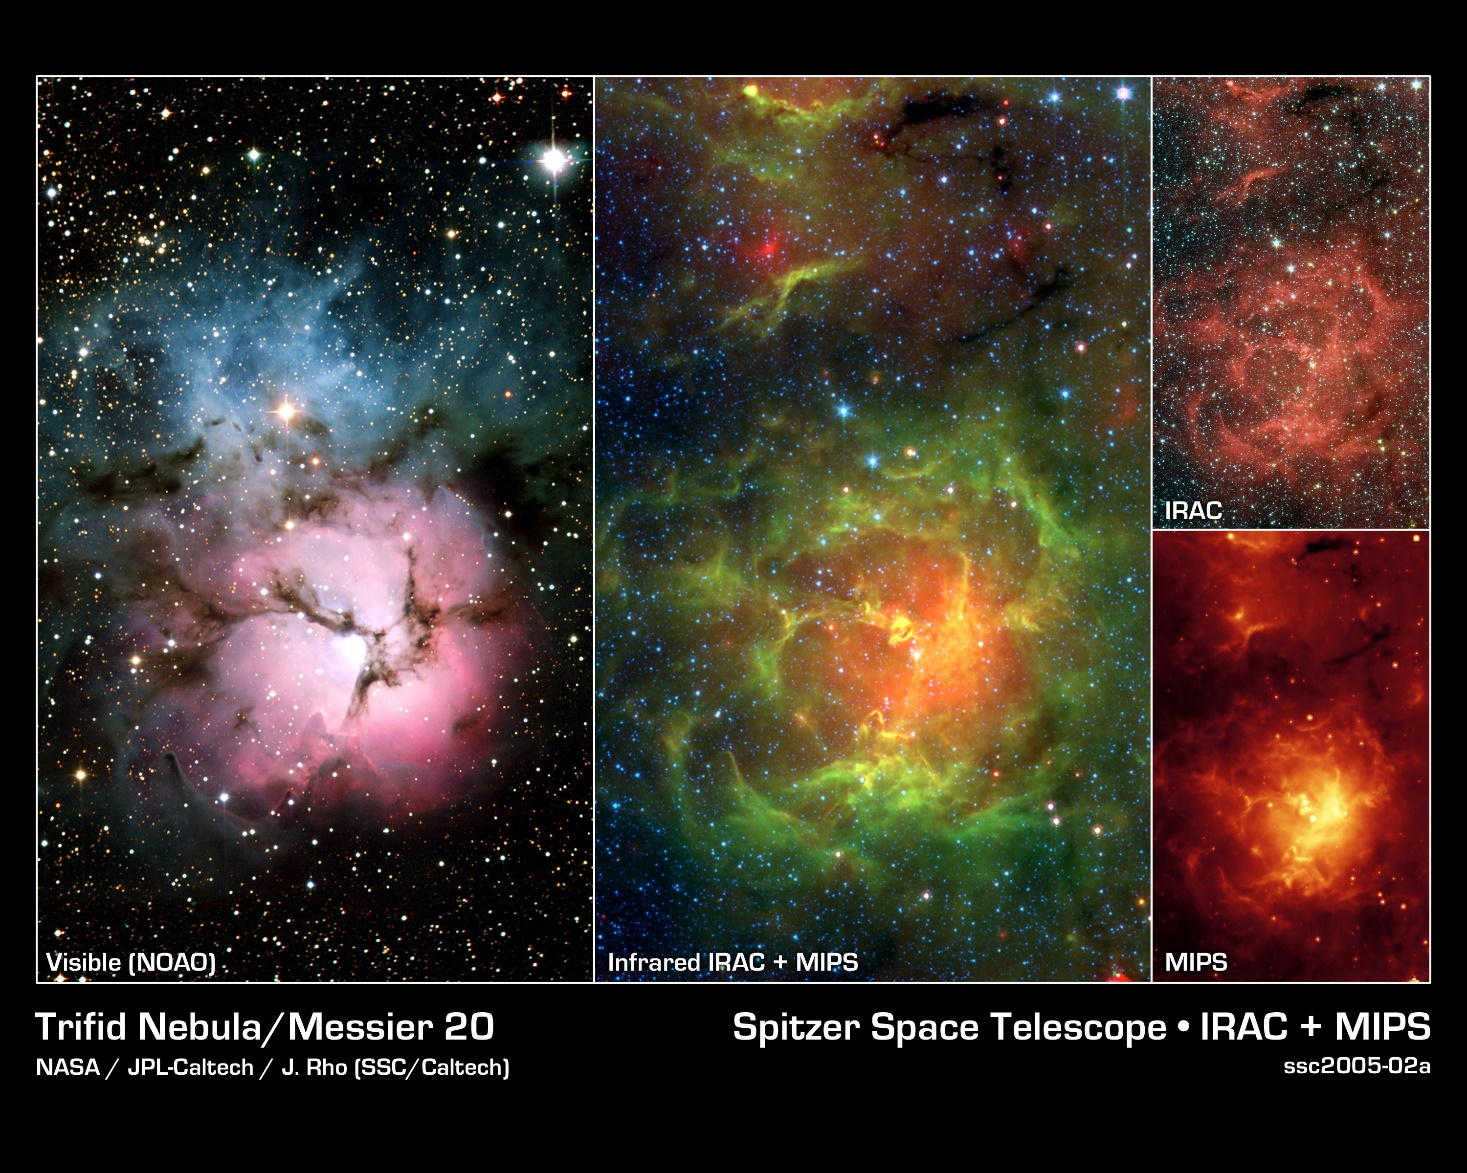 Visible (NOAO)
Infrared IRAC + MIPS
IRAC
MIPS
Trifid Nebula/Messier 20
NASA / JPL-Caltech / J. Rho (SSC/Caltech)
Spitzer Space Telescope • IRAC + MIPS
ssc2005-02a